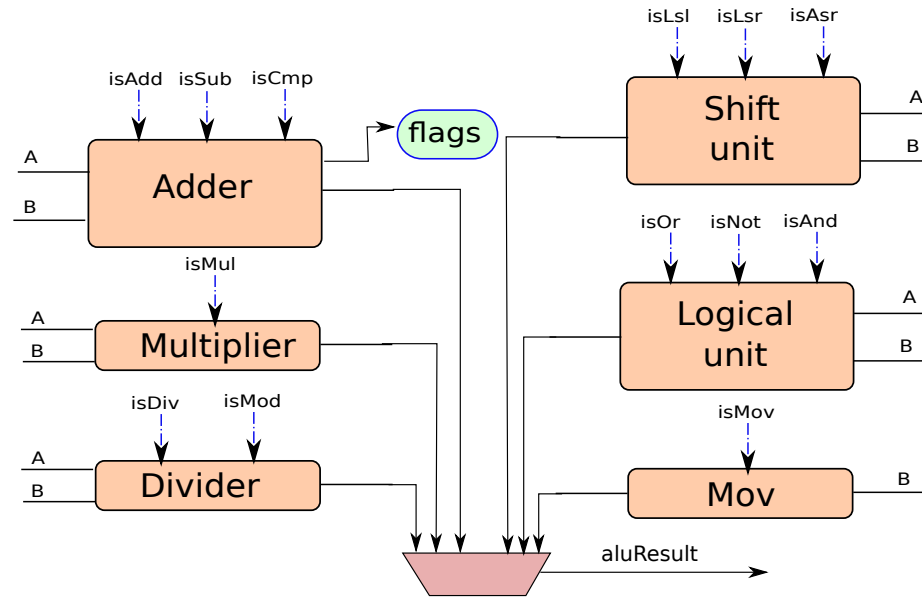 isLsl isLsr isAsr
isAdd isSub isCmp
flags
A
B
Adder
Shift
unit
A
B
isMul
A
B
Multiplier
isOr isNot isAnd
Logical
unit
A
B
isDiv isMod
A
B
Divider
isMov
Mov
B
aluResult